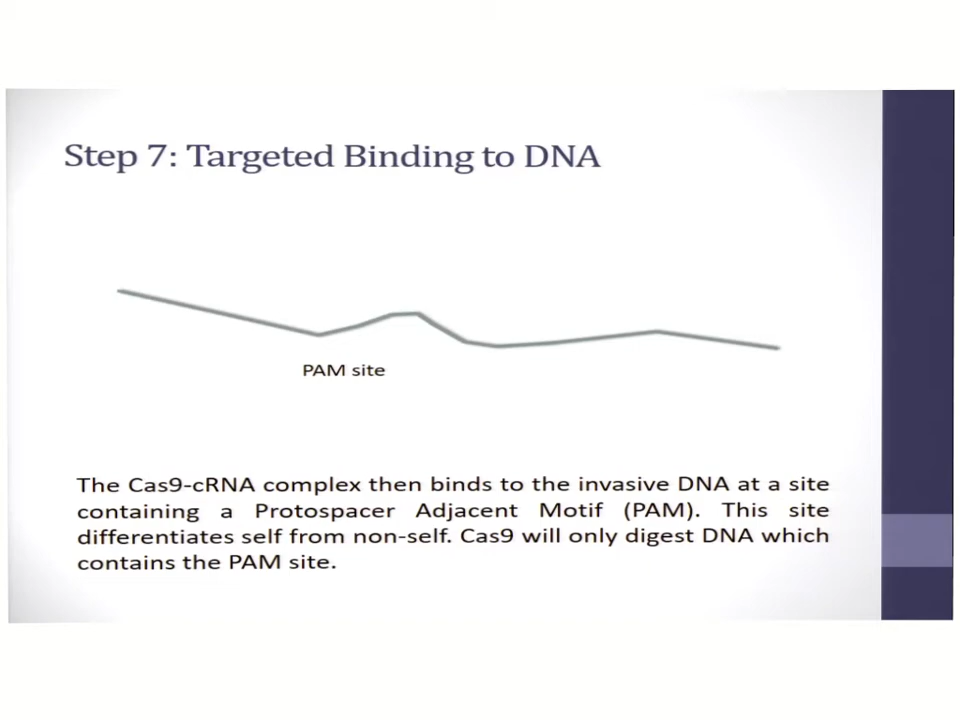 Step 7: Targeted Binding to DNA
PAM site
The Cas9-cRNA complex then binds to the invasive DNA at a site
containing a Protospacer Adjacent Motif (PAM). This site
differentiates self from non-self. Cas9 will only digest DNA which
contains the PAM site.